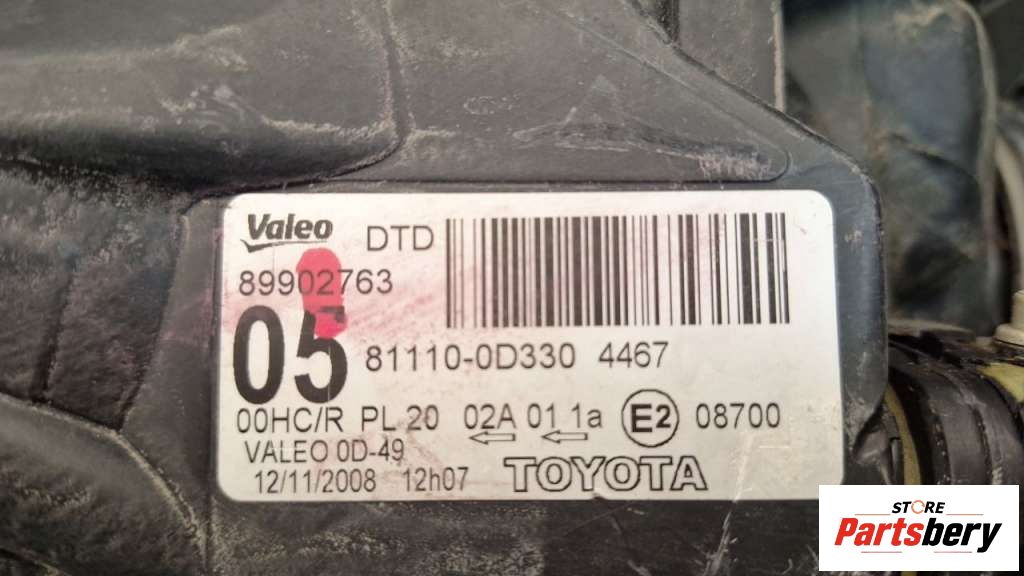 Valeo DTD
89902763
05 81110-0D330 4467
00HC/R PL 20 02A 01 1a E2 08700
VALEO 0D-49
12/11/2008 12h07 TOYOTA
STORE
Partsbery